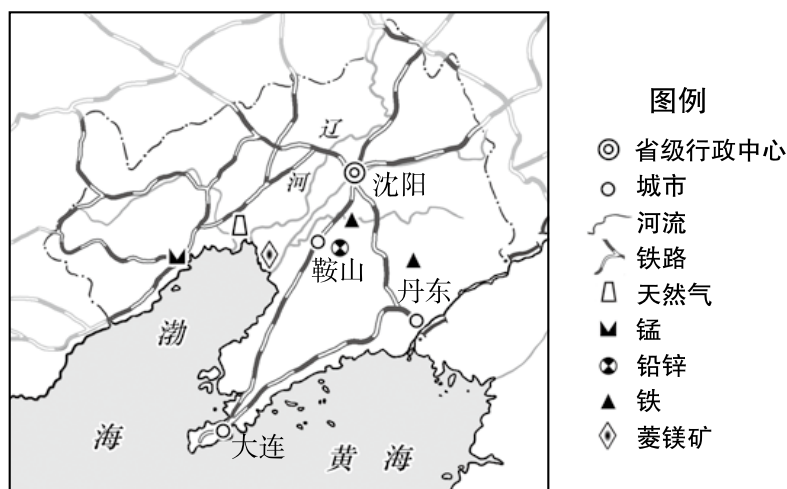 辽
河
沈阳
鞍山
丹东
渤
海
大连
黄 海
图例
省级行政中心
城市
河流
铁路
天然气
锰
铅锌
铁
菱镁矿